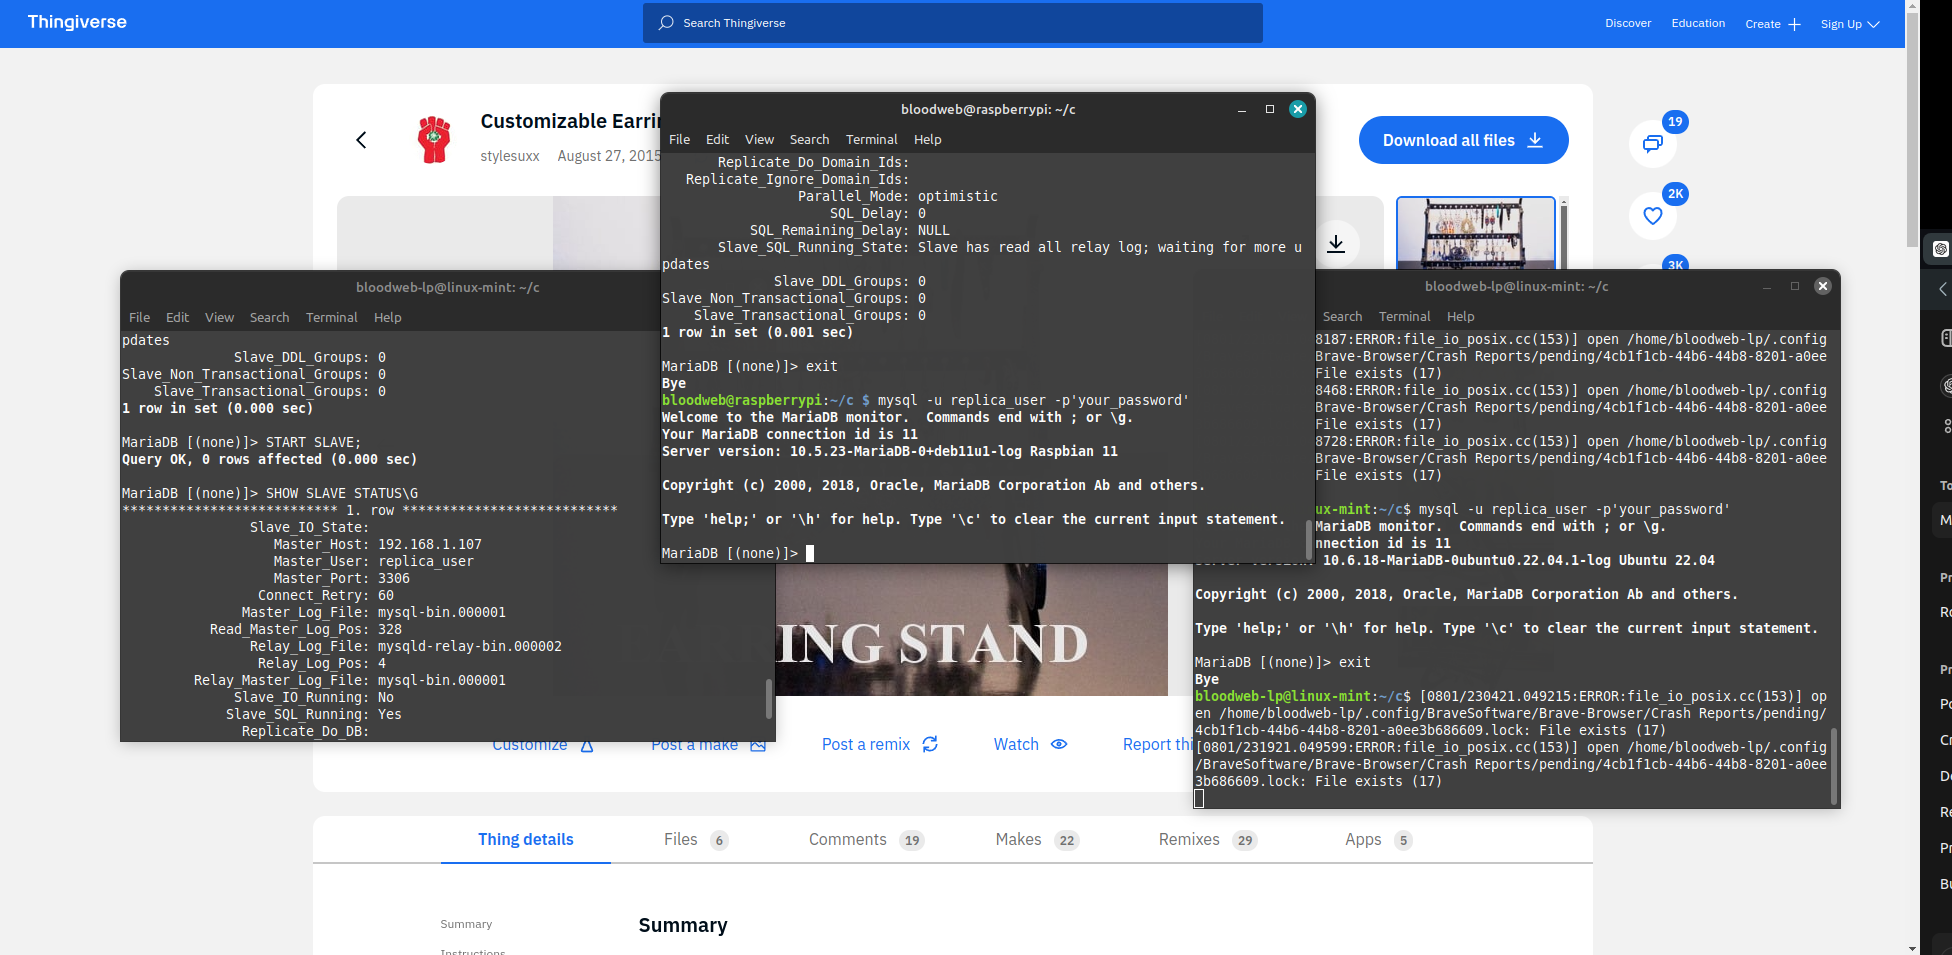 Thingiverse
Search Thingiverse
Discover
Education
Create
Sign Up
Customizable Earrin
stylesuxx August 27, 2015
Download all files
19
2K
3K
bloodweb@raspberrypi: ~/c
File Edit View Search Terminal Help
Replicate_Do_Domain_Ids:
Replicate_Ignore_Domain_Ids:
Parallel_Mode: optimistic
SQL_Delay: 0
SQL_Remaining_Delay: NULL
Slave_SQL_Running_State: Slave has read all relay log; waiting for more u
pdates
Slave_DDL_Groups: 0
Slave_Non_Transactional_Groups: 0
Slave_Transactional_Groups: 0
1 row in set (0.001 sec)
MariaDB [(none)]> exit
Bye
bloodweb@raspberrypi:~/c $ mysql -u replica_user -p'your_password'
Welcome to the MariaDB monitor.  Commands end with ; or \g.
Your MariaDB connection id is 11
Server version: 10.5.23-MariaDB-0+deb11u1-log Raspbian 11
Copyright (c) 2000, 2018, Oracle, MariaDB Corporation Ab and others.
Type 'help;' or '\h' for help. Type '\c' to clear the current input statement.
MariaDB [(none)]>
bloodweb-lp@linux-mint: ~/c
File Edit View Search Terminal Help
pdates
Slave_DDL_Groups: 0
Slave_Non_Transactional_Groups: 0
Slave_Transactional_Groups: 0
1 row in set (0.000 sec)
MariaDB [(none)]> START SLAVE;
Query OK, 0 rows affected (0.000 sec)
MariaDB [(none)]> SHOW SLAVE STATUS\G
*************************** 1. row ***************************
Slave_IO_State:
Master_Host: 192.168.1.107
Master_User: replica_user
Master_Port: 3306
Connect_Retry: 60
Master_Log_File: mysql-bin.000001
Read_Master_Log_Pos: 328
Relay_Log_File: mysqld-relay-bin.000002
Relay_Log_Pos: 4
Relay_Master_Log_File: mysql-bin.000001
Slave_IO_Running: No
Slave_SQL_Running: Yes
Replicate_Do_DB:
bloodweb-lp@linux-mint: ~/c
Search Terminal Help
8187:ERROR:file_io_posix.cc(153)] open /home/bloodweb-lp/.config
Brave-Browser/Crash Reports/pending/4cb1f1cb-44b6-44b8-8201-a0ee
File exists (17)
8468:ERROR:file_io_posix.cc(153)] open /home/bloodweb-lp/.config
Brave-Browser/Crash Reports/pending/4cb1f1cb-44b6-44b8-8201-a0ee
File exists (17)
8728:ERROR:file_io_posix.cc(153)] open /home/bloodweb-lp/.config
Brave-Browser/Crash Reports/pending/4cb1f1cb-44b6-44b8-8201-a0ee
File exists (17)
ux-mint:~/c$ mysql -u replica_user -p'your_password'
MariaDB monitor.  Commands end with ; or \g.
nnection id is 11
10.6.18-MariaDB-0ubuntu0.22.04.1-log Ubuntu 22.04
Copyright (c) 2000, 2018, Oracle, MariaDB Corporation Ab and others.
Type 'help;' or '\h' for help. Type '\c' to clear the current input statement.
MariaDB [(none)]> exit
Bye
bloodweb-lp@linux-mint:~/c$ [0801/230421.049215:ERROR:file_io_posix.cc(153)] op
en /home/bloodweb-lp/.config/BraveSoftware/Brave-Browser/Crash Reports/pending/
4cb1f1cb-44b6-44b8-8201-a0ee3b686609.lock: File exists (17)
[0801/231921.049599:ERROR:file_io_posix.cc(153)] open /home/bloodweb-lp/.config
/BraveSoftware/Brave-Browser/Crash Reports/pending/4cb1f1cb-44b6-44b8-8201-a0ee
3b686609.lock: File exists (17)
ING STAND
Customize
Post a make
Post a remix
Watch
Report thi
Thing details
Files 6
Comments 19
Makes 22
Remixes 29
Apps 5
Summary
Instructions
Summary